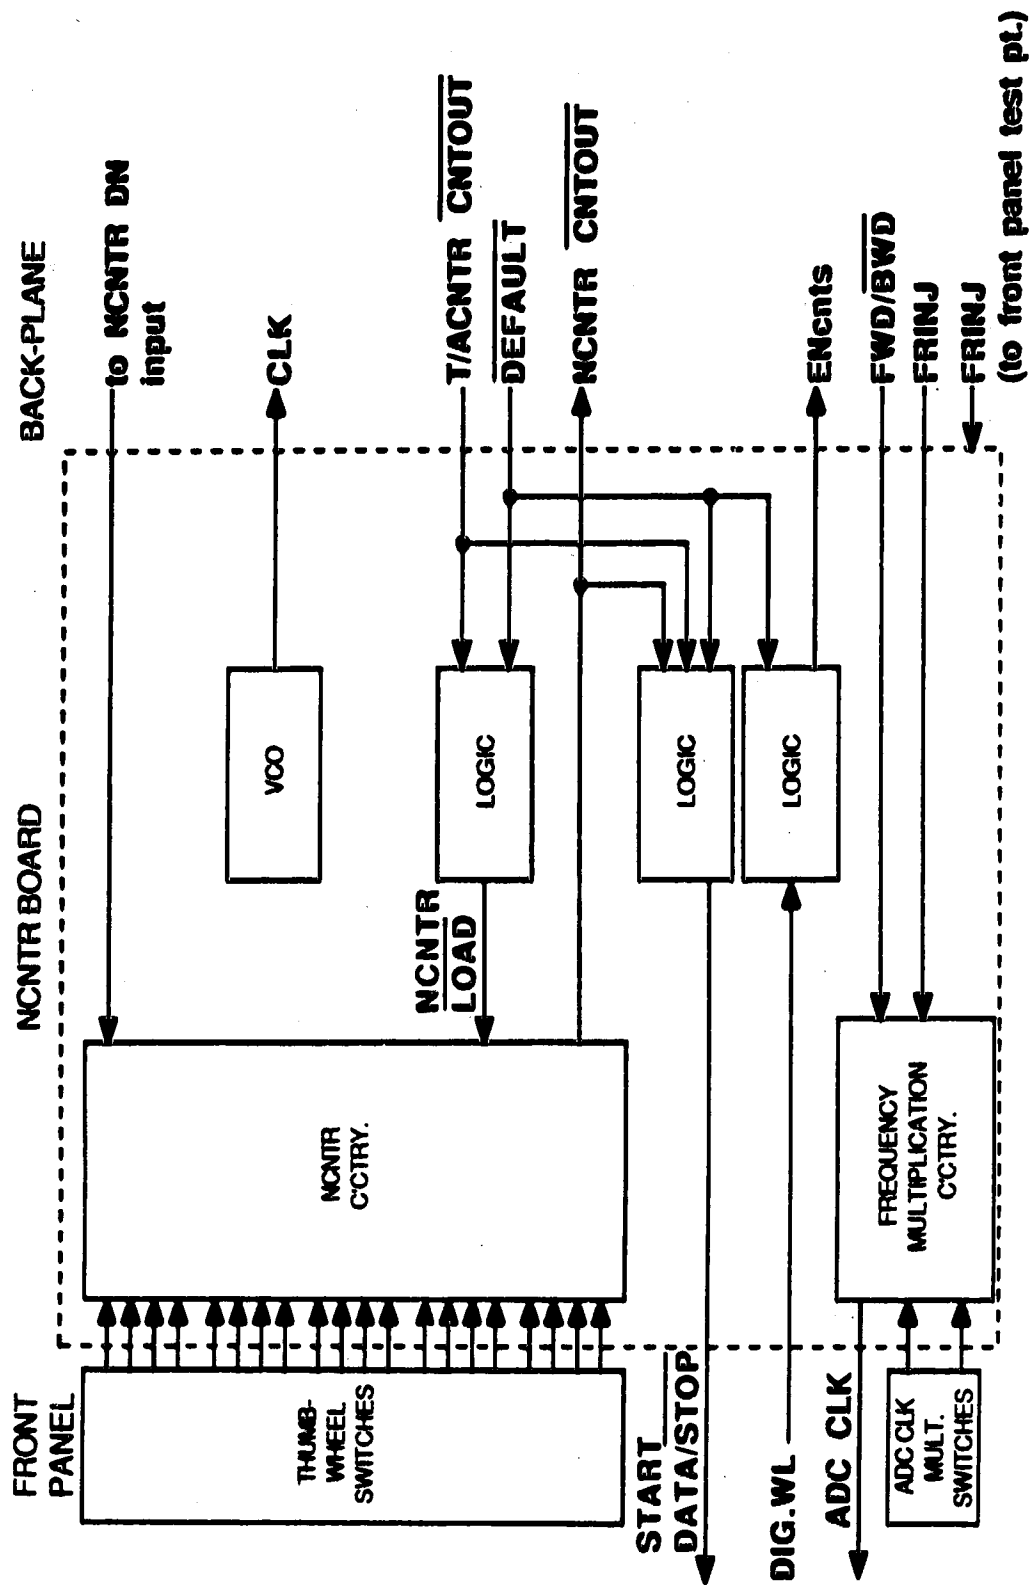 FRONT
PANEL
NCNTR BOARD
BACK-PLANE
THUMB-
WHEEL
SWITCHES
NCNTR
C'CTRY.
to NCNTR DN
input
VCO
CLK
NCNTR
LOAD
LOGIC
T/ACNTR CNTOUT
DEFAULT
NCNTR CNTOUT
START
DATA/STOP
LOGIC
DIG.WL
LOGIC
ENcnts
ADC CLK
FREQUENCY
MULTIPLICATION
C'CTRY.
FWD/BWD
FRINJ
ADC CLK
MULT.
SWITCHES
FRINJ
(to front panel test pt.)